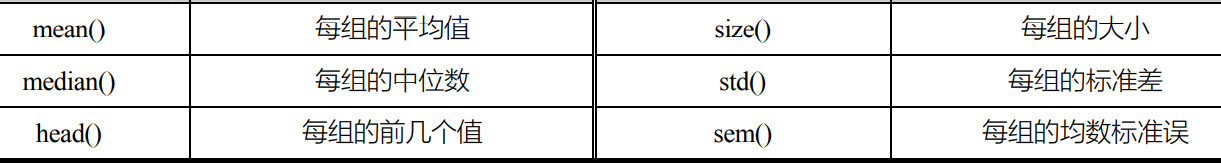 mean() 每组的平均值 size() 每组的大小
median() 每组的中位数 std() 每组的标准差
head() 每组的前几个值 sem() 每组的均数标准误